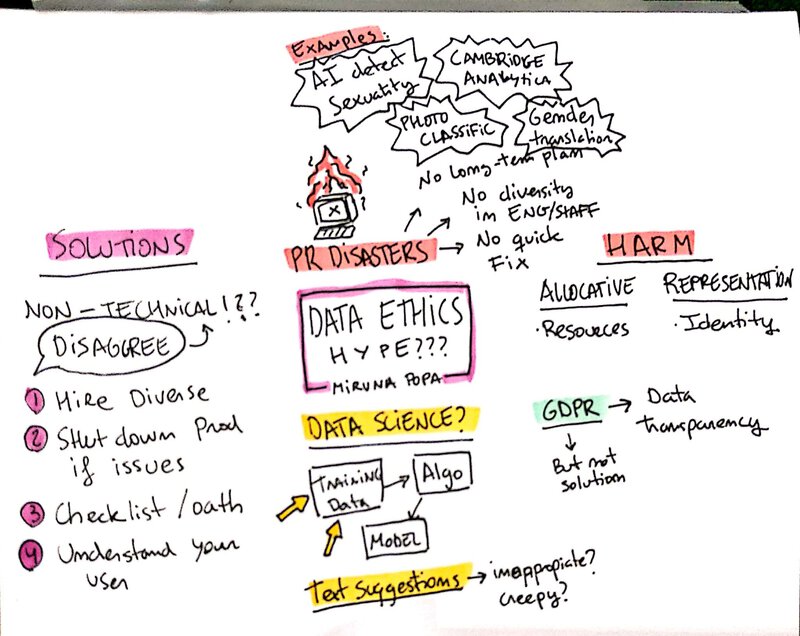 Examples:
AI detect
Sexuality
CAMBRIDGE
Analytica
PHOTO
CLASSIFIC
Gender
translation
No long-term plan
No diversity
in ENG/STAFF
No quick
Fix
PR DISASTERS
X
SOLUTIONS
NON-TECHNICAL!??
DISAGGREE
1 Hire Diverse
2 Shut down Prod
if issues
3 Checklist/oath
4 Understand your
user
DATA ETHICS
HYPE???
MIRUNA POPA
DATA SCIENCE?
TRAINING
Data
Algo
MODEL
Text Suggestions
inappropiate?
creepy?
HARM
ALLOCATIVE
·Resources
REPRESENTATION
·Identity
GDPR
Data
transparency
But not
solution